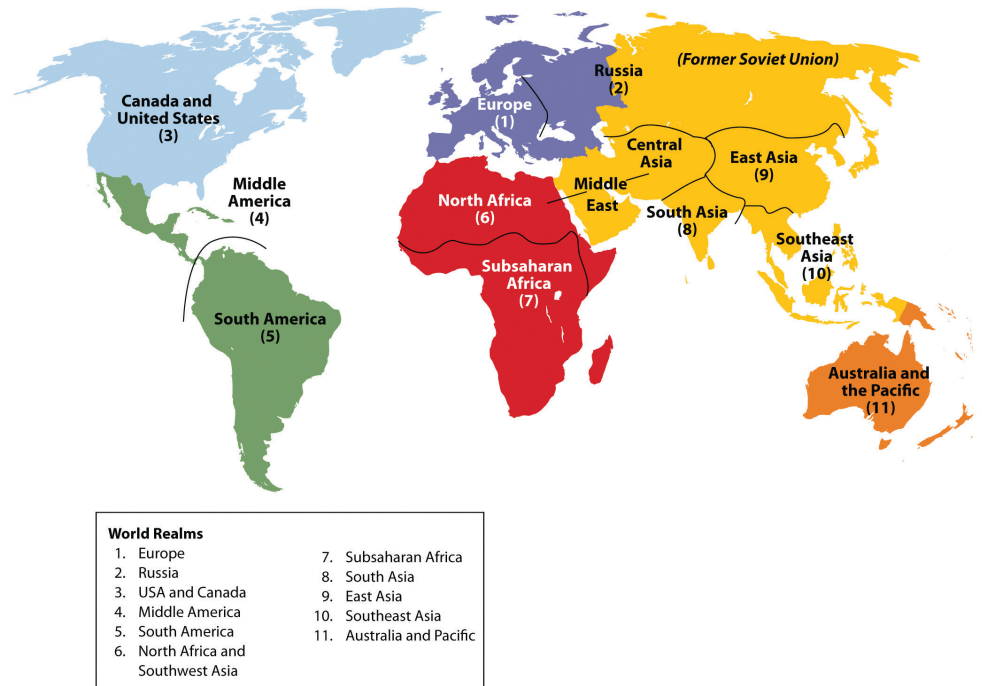 (Former Soviet Union)
Russia
(2)
Canada and
United States
(3)
Europe
(1)
Central
Asia
East Asia
(9)
Middle
America
(4)
North Africa
(6)
Middle
East
South Asia
(8)
Southeast
Asia
(10)
Subsaharan
Africa
(7)
South America
(5)
Australia and
the Pacific
(11)
World Realms
1. Europe
2. Russia
3. USA and Canada
4. Middle America
5. South America
6. North Africa and
Southwest Asia
7. Subsaharan Africa
8. South Asia
9. East Asia
10. Southeast Asia
11. Australia and Pacific